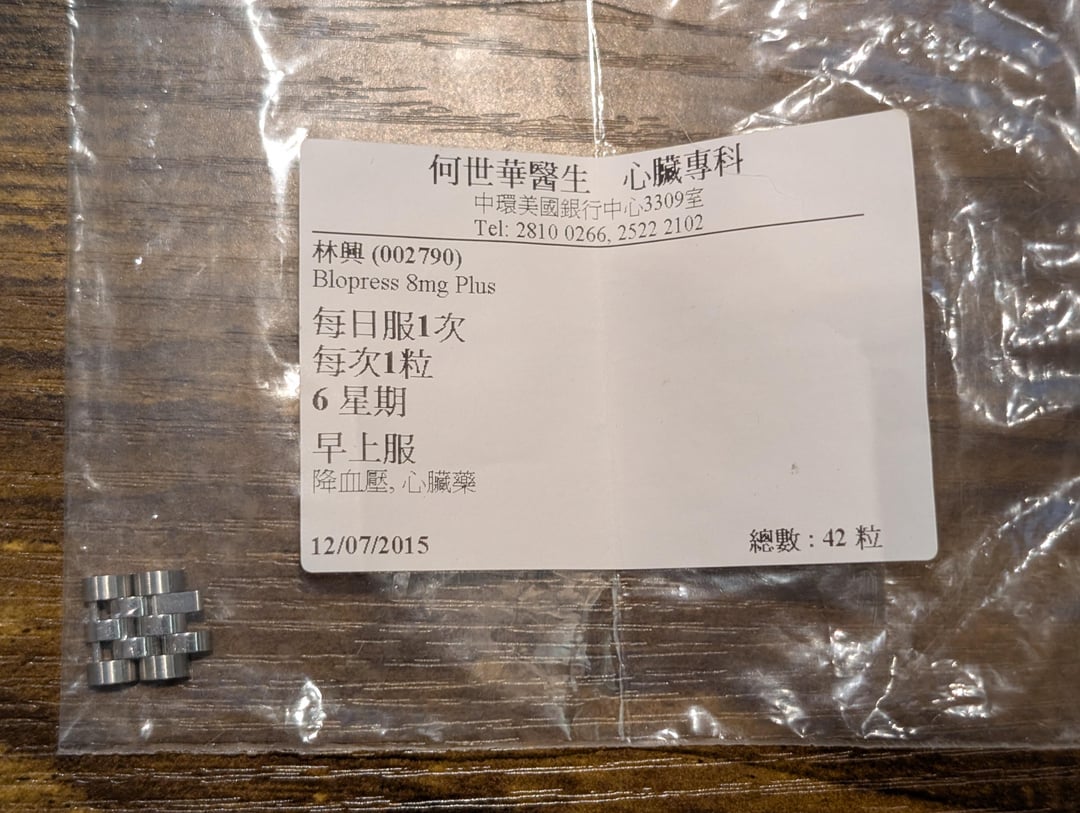 何世華醫生 心臟專科
中環美國銀行中心3309室
Tel: 2810 0266, 2522 2102
林興 (002790)
Blopress 8mg Plus
每日服1次
每次1粒
6 星期
早上服
降血壓, 心臟藥
12/07/2015 總數 : 42 粒